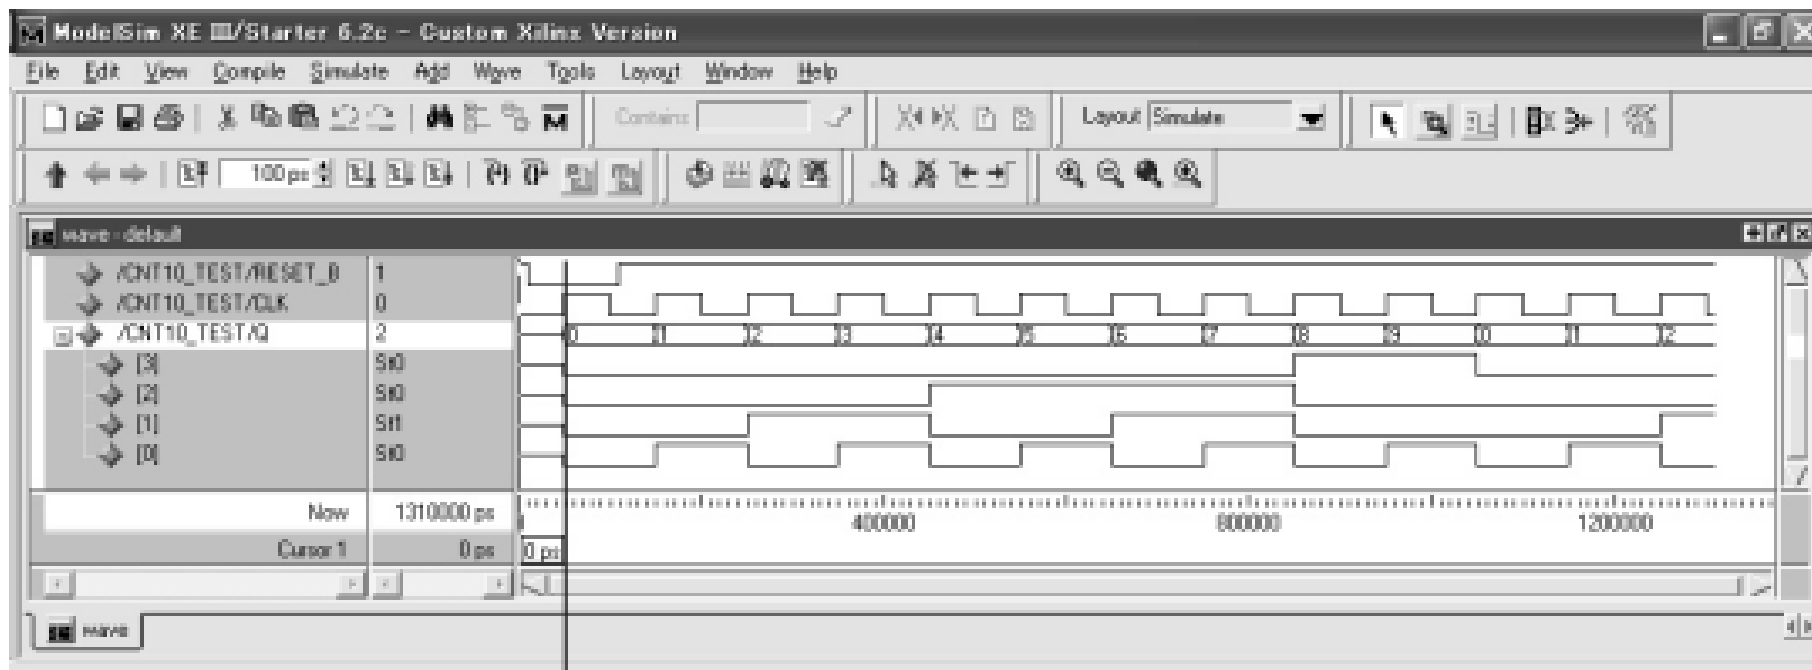 ModelSim XE III/Starter 6.2c - Custom Xilinx Version
File Edit View Compile Simulate Add Wave Tools Layout Window Help
Contains Layout Simulate
100 ps
wave - default
/CNT10_TEST/RESET_B 1
/CNT10_TEST/CLK 0
/CNT10_TEST/Q 2 0 1 2 3 4 5 6 7 8 9 0 1 2
[3] St0
[2] St0
[1] St1
[0] St0
Now 1310000 ps 400000 800000 1200000
Cursor 1 0 ps 0 ps
wave